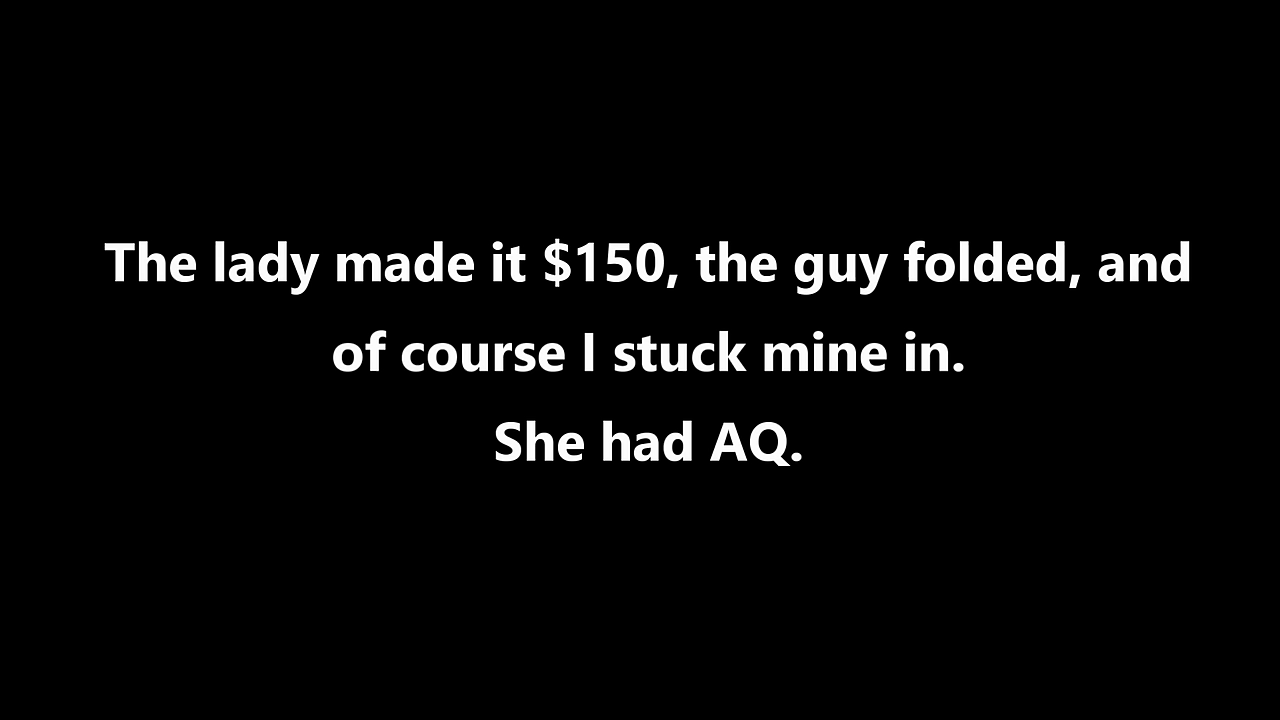 The lady made it $150, the guy folded, and
of course I stuck mine in.
She had AQ.